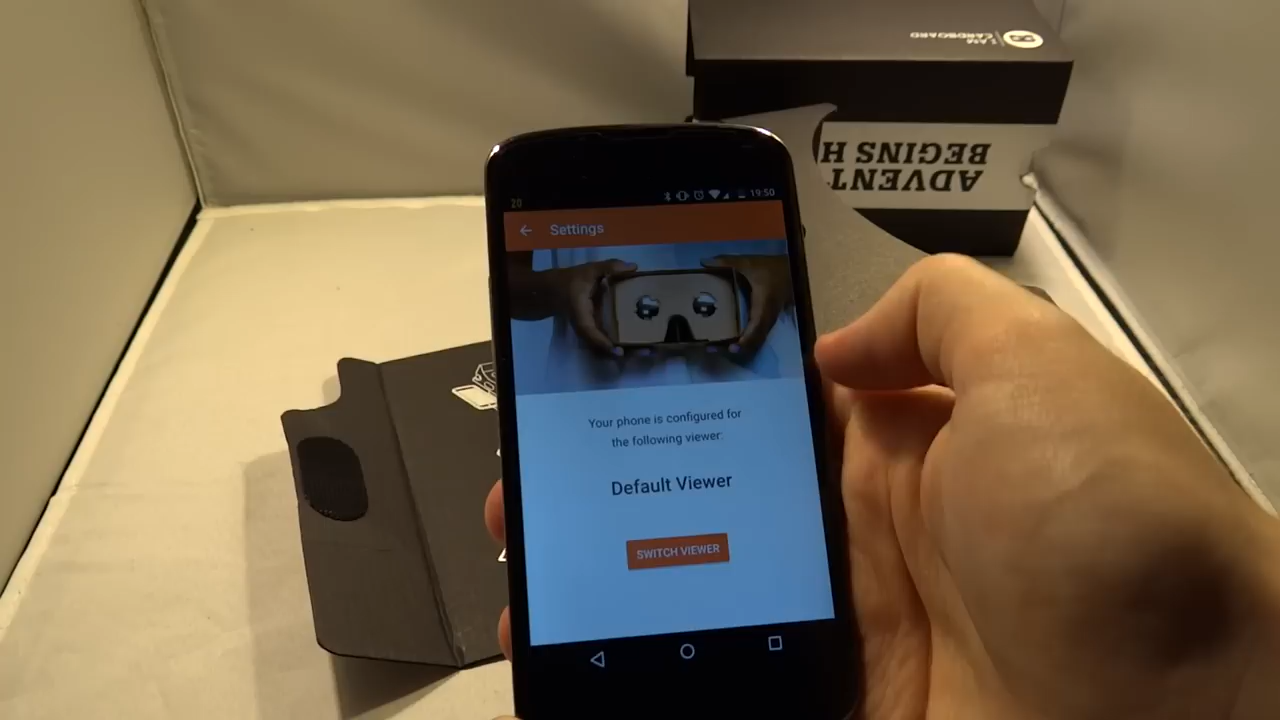 I AM
CARDBOARD
ADVENT
BEGINS H
20
19:50
Settings
Your phone is configured for
the following viewer:
Default Viewer
SWITCH VIEWER